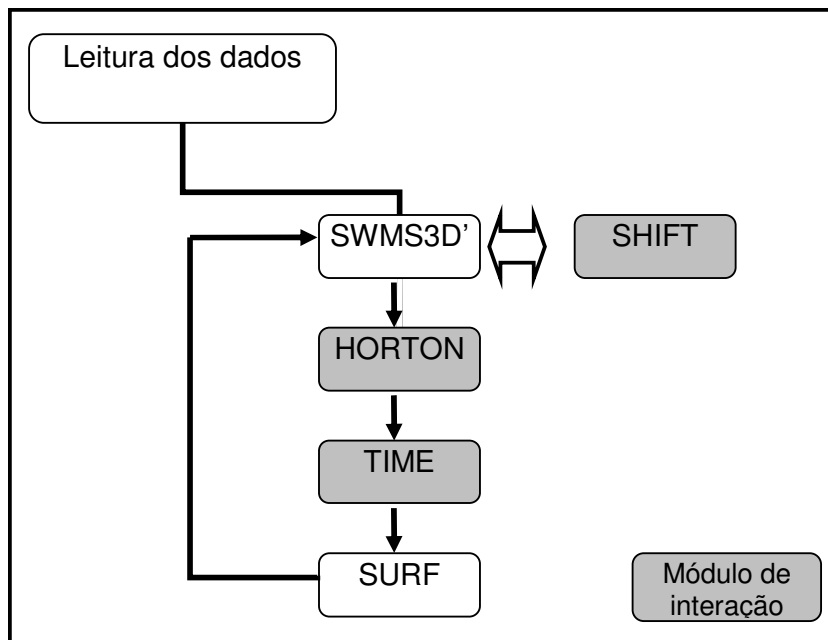 Leitura dos dados
SWMS3D'
SHIFT
HORTON
TIME
SURF
Módulo de
interação